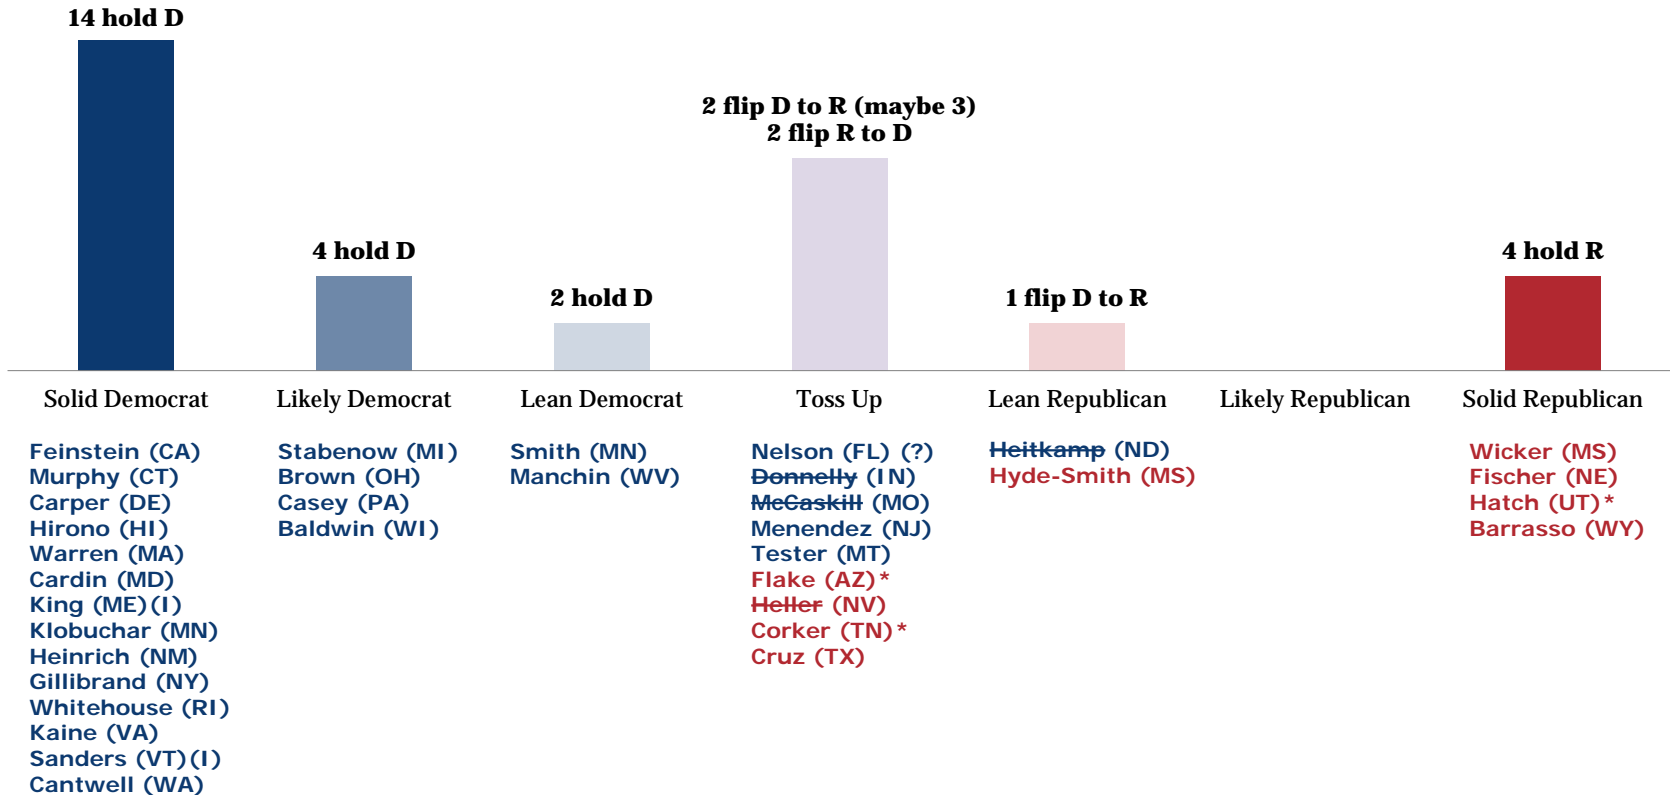 14 hold D
4 hold D
2 hold D
2 flip D to R (maybe 3)
2 flip R to D
1 flip D to R
4 hold R
Solid Democrat
Likely Democrat
Lean Democrat
Toss Up
Lean Republican
Likely Republican
Solid Republican
Feinstein (CA)
Murphy (CT)
Carper (DE)
Hirono (HI)
Warren (MA)
Cardin (MD)
King (ME)(I)
Klobuchar (MN)
Heinrich (NM)
Gillibrand (NY)
Whitehouse (RI)
Kaine (VA)
Sanders (VT)(I)
Cantwell (WA)
Stabenow (MI)
Brown (OH)
Casey (PA)
Baldwin (WI)
Smith (MN)
Manchin (WV)
Nelson (FL) (?)
Donnelly (IN)
McCaskill (MO)
Menendez (NJ)
Tester (MT)
Flake (AZ)*
Heller (NV)
Corker (TN)*
Cruz (TX)
Heitkamp (ND)
Hyde-Smith (MS)
Wicker (MS)
Fischer (NE)
Hatch (UT)*
Barrasso (WY)